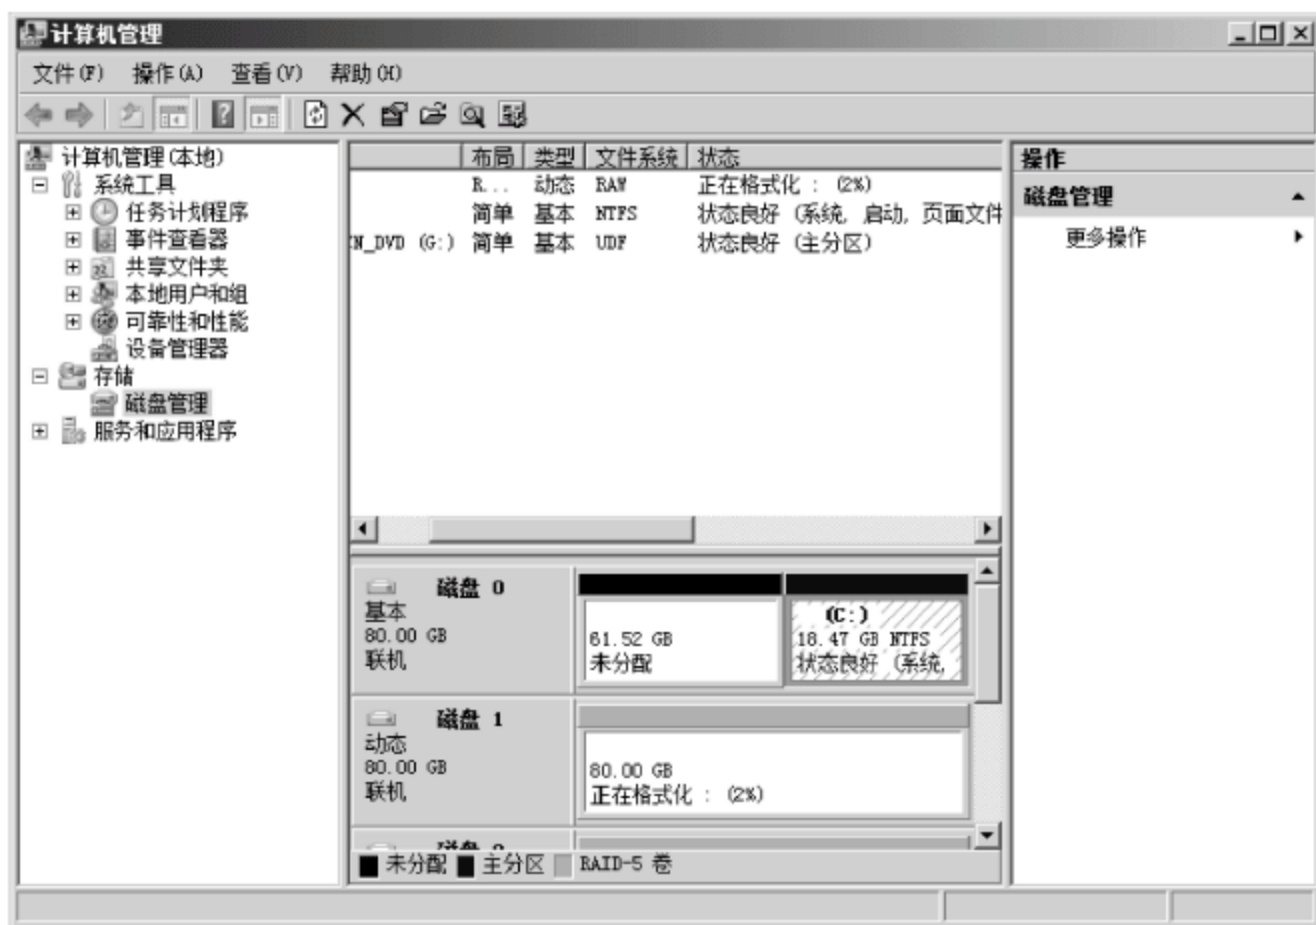 计算机管理
文件(F) 操作(A) 查看(V) 帮助(H)
计算机管理(本地)
系统工具
任务计划程序
事件查看器
共享文件夹
本地用户和组
可靠性和性能
设备管理器
存储
磁盘管理
服务和应用程序
布局 类型 文件系统 状态
R... 动态 RAW 正在格式化 : (2%)
简单 基本 NTFS 状态良好 (系统, 启动, 页面文件
N_DVD (G:) 简单 基本 UDF 状态良好 (主分区)
磁盘 0
基本
80.00 GB
联机
61.52 GB
未分配
(C:)
18.47 GB NTFS
状态良好 (系统,
磁盘 1
动态
80.00 GB
联机
80.00 GB
正在格式化 : (2%)
未分配 主分区 RAID-5 卷
操作
磁盘管理
更多操作